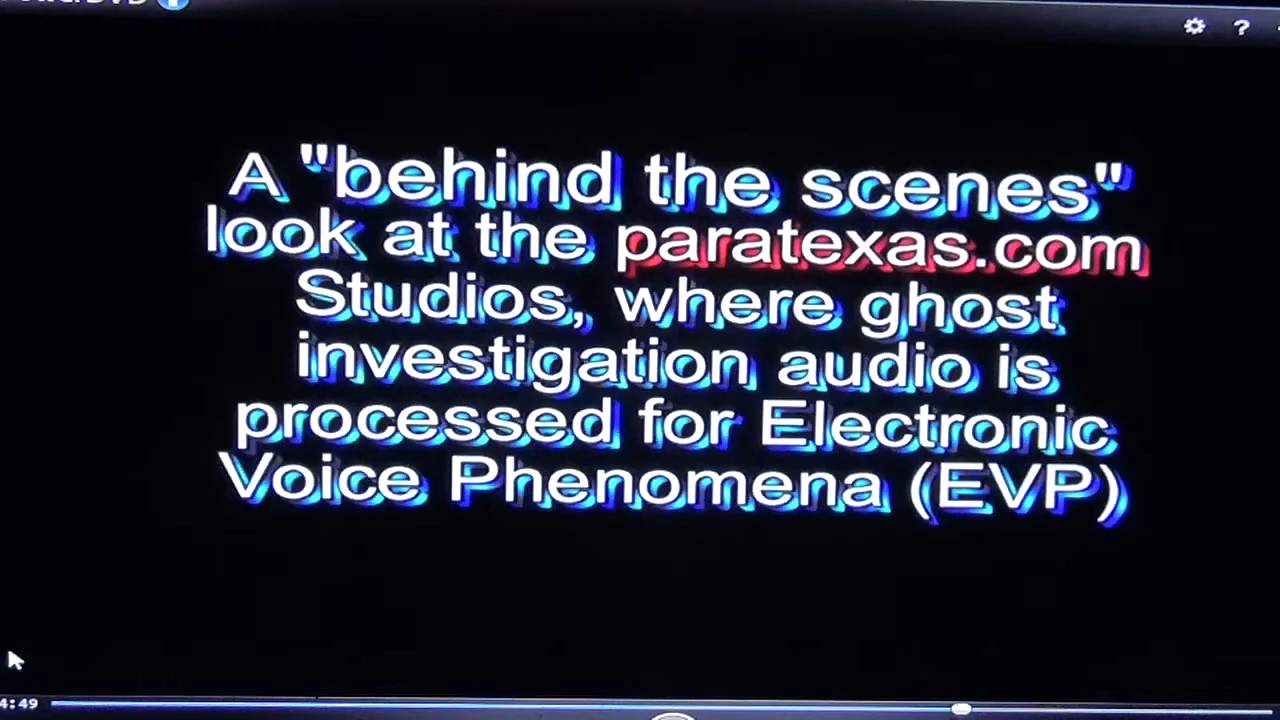 A "behind the scenes"
look at the paratexas.com
Studios, where ghost
investigation audio is
processed for Electronic
Voice Phenomena (EVP)
4:49